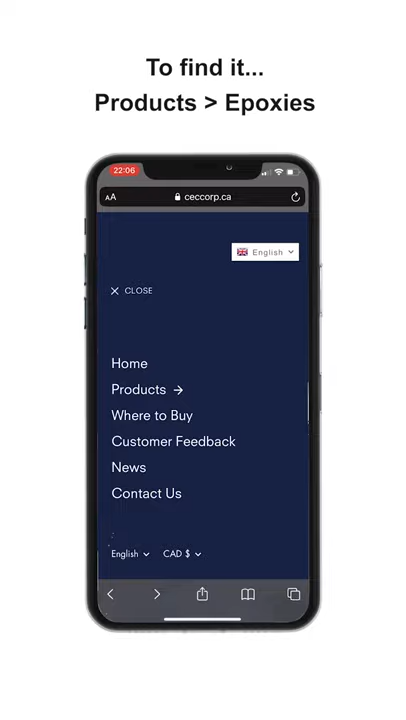 To find it...
Products > Epoxies
22:06
AA ceccorp.ca
English
CLOSE
Home
Products →
Where to Buy
Customer Feedback
News
Contact Us
English CAD $